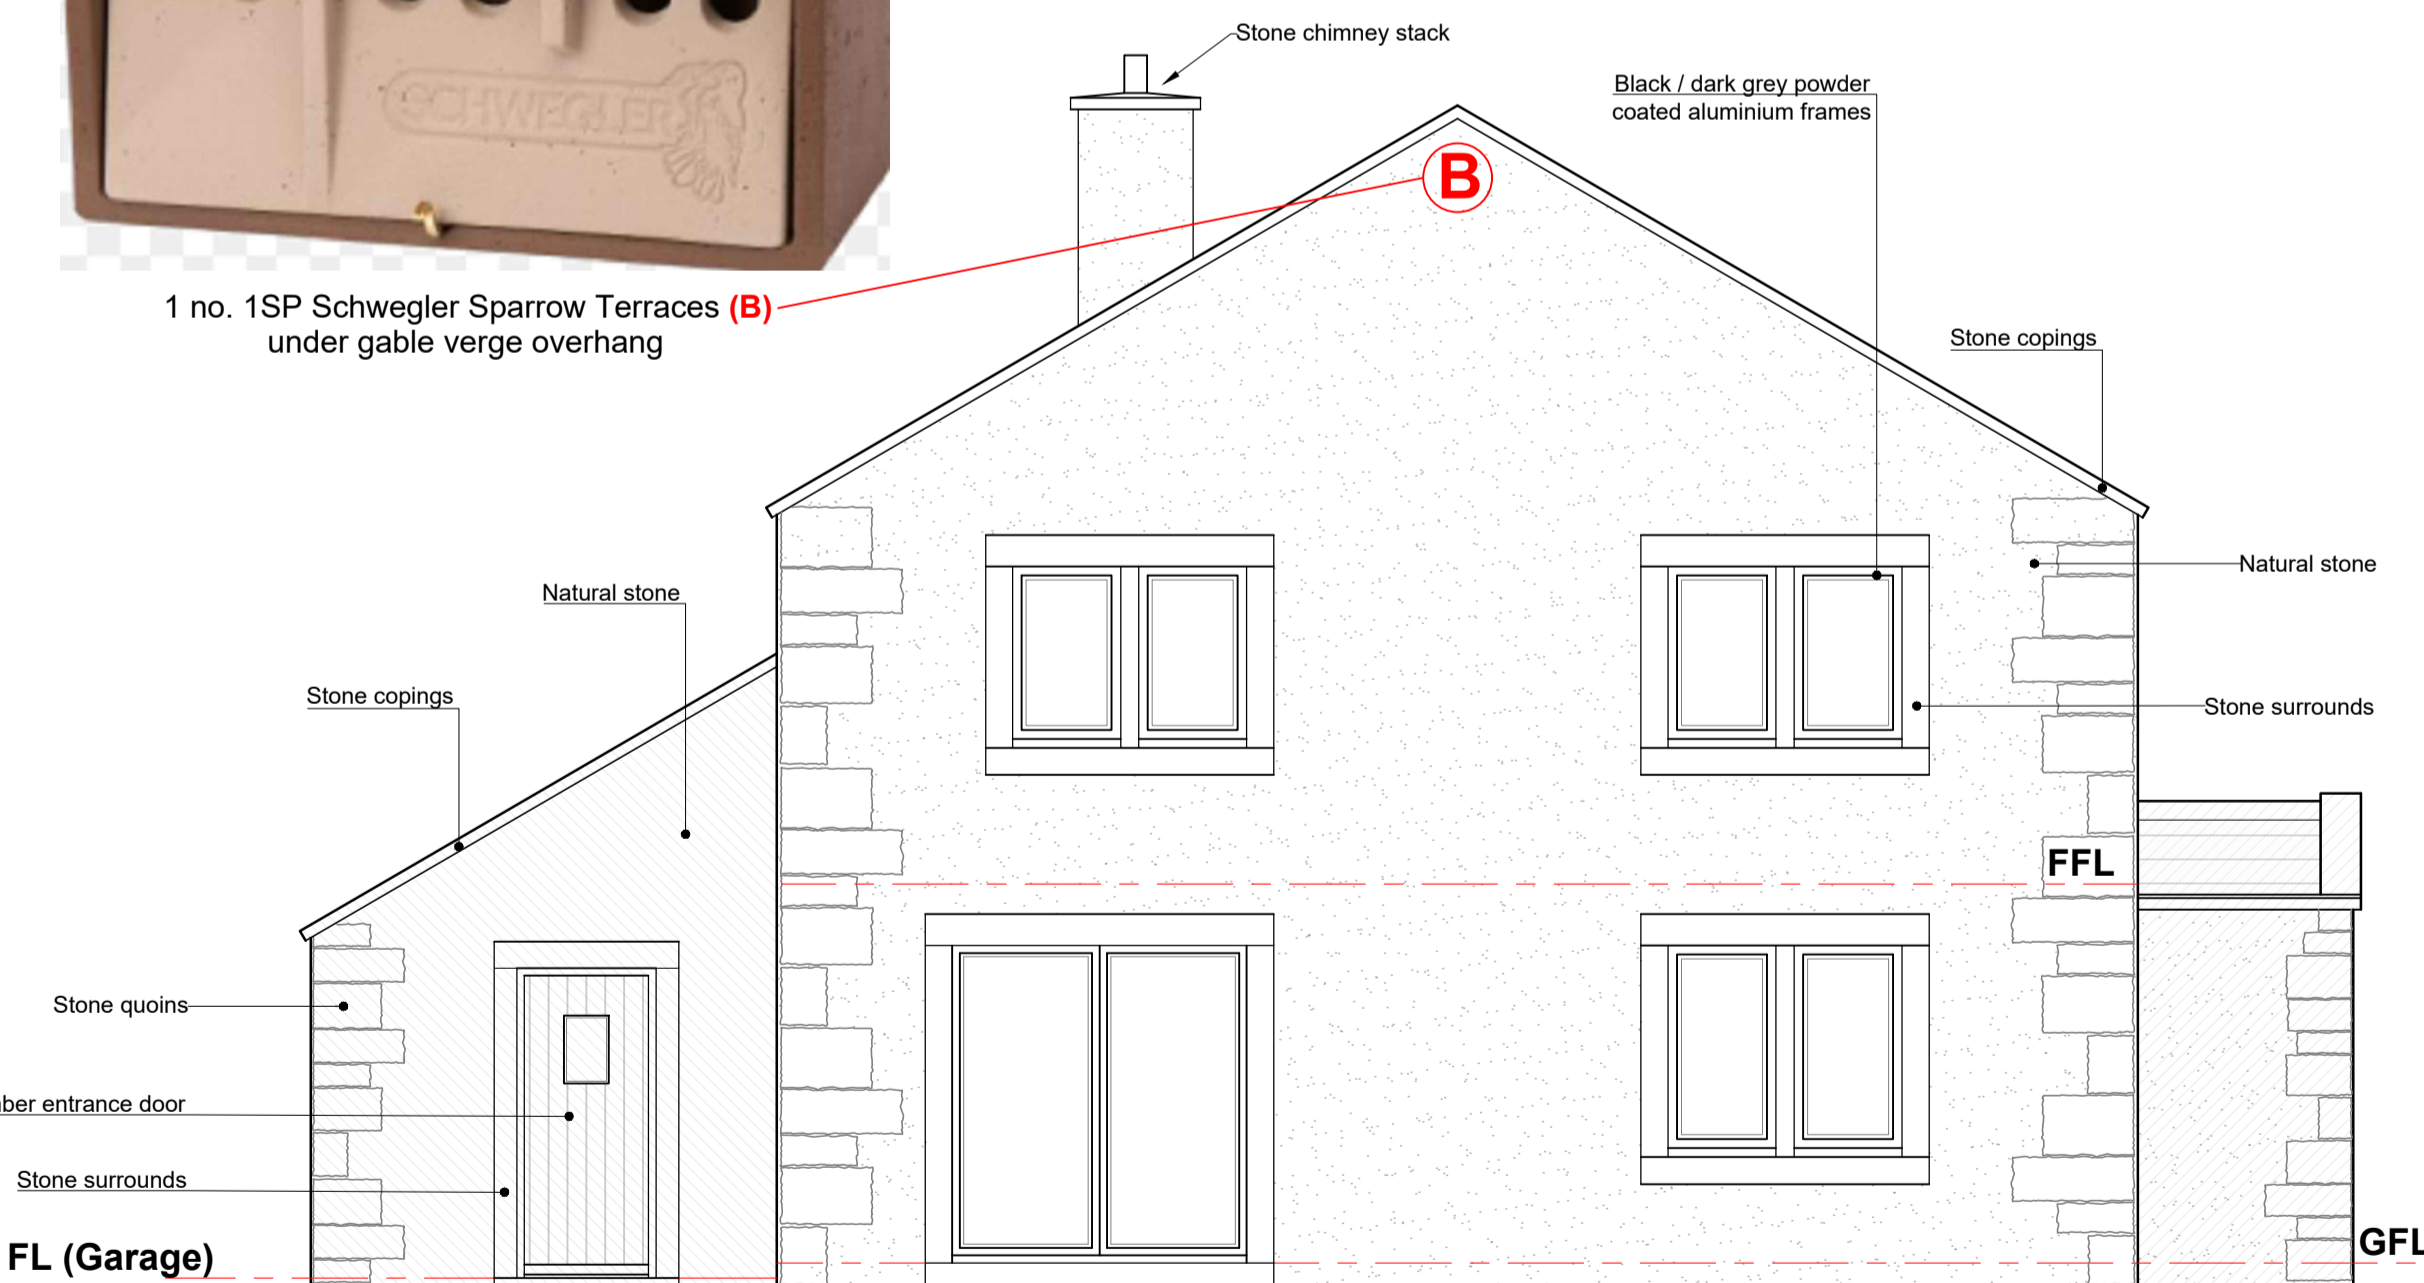 SCHWEGLER
Stone chimney stack
Black / dark grey powder
coated aluminium frames
B
1 no. 1SP Schwegler Sparrow Terraces (B)
under gable verge overhang
Stone copings
Natural stone
Natural stone
Stone copings
Stone surrounds
FFL
Stone quoins
entrance door
Stone surrounds
FL (Garage)
GFL